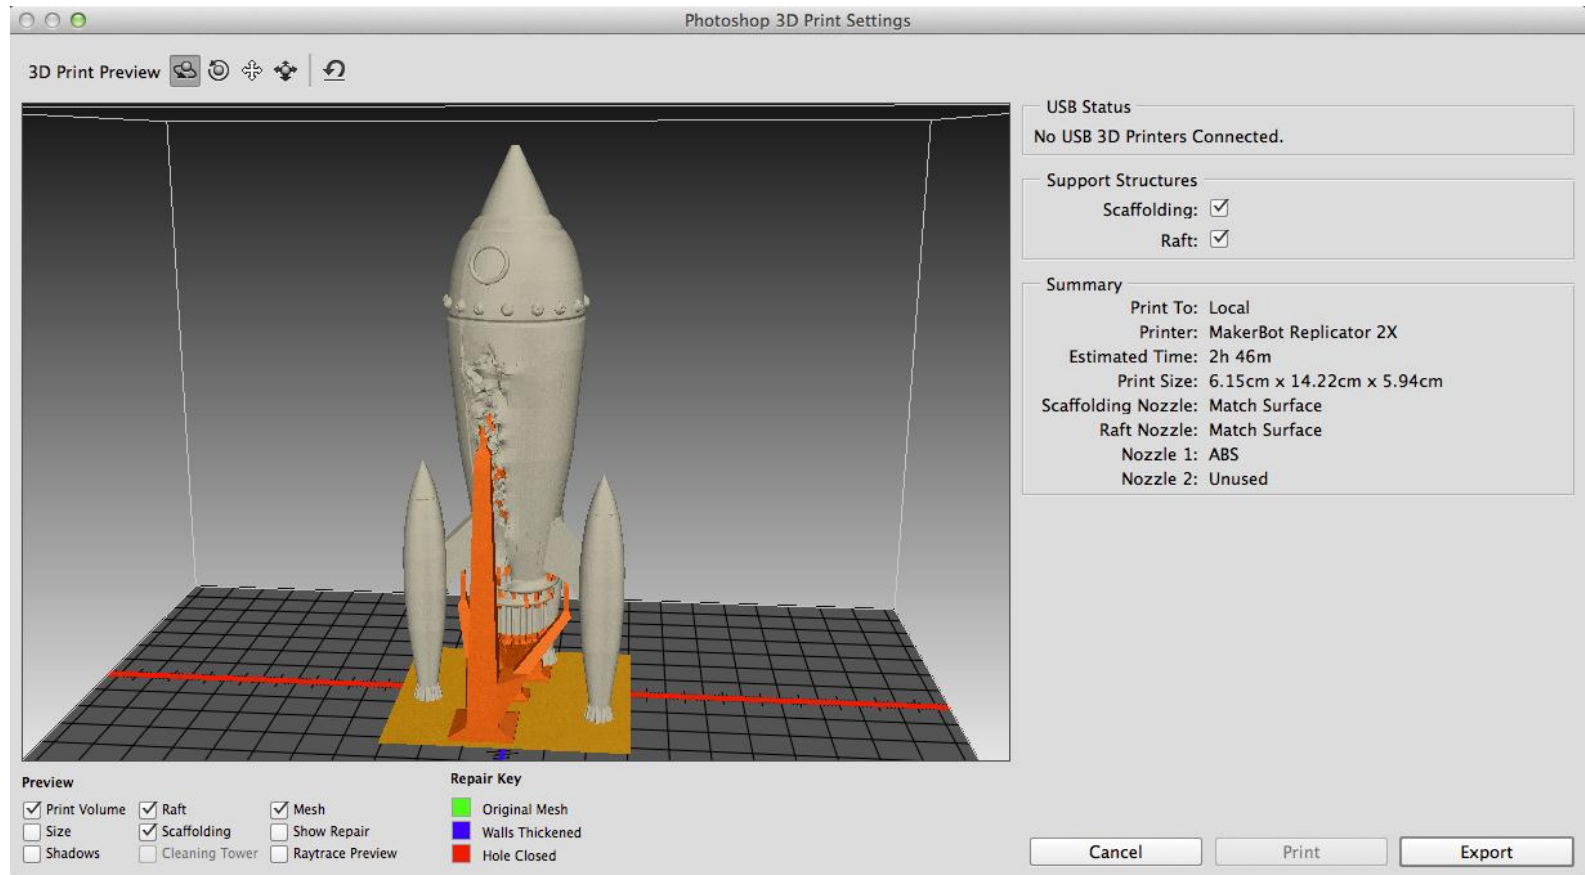 Photoshop 3D Print Settings
3D Print Preview
USB Status
No USB 3D Printers Connected.
Support Structures
Scaffolding:
Raft:
Summary
Print To: Local
Printer: MakerBot Replicator 2X
Estimated Time: 2h 46m
Print Size: 6.15cm x 14.22cm x 5.94cm
Scaffolding Nozzle: Match Surface
Raft Nozzle: Match Surface
Nozzle 1: ABS
Nozzle 2: Unused
Preview
Print Volume Raft Mesh
Size Scaffolding Show Repair
Shadows Cleaning Tower Raytrace Preview
Repair Key
Original Mesh
Walls Thickened
Hole Closed
Cancel Print Export